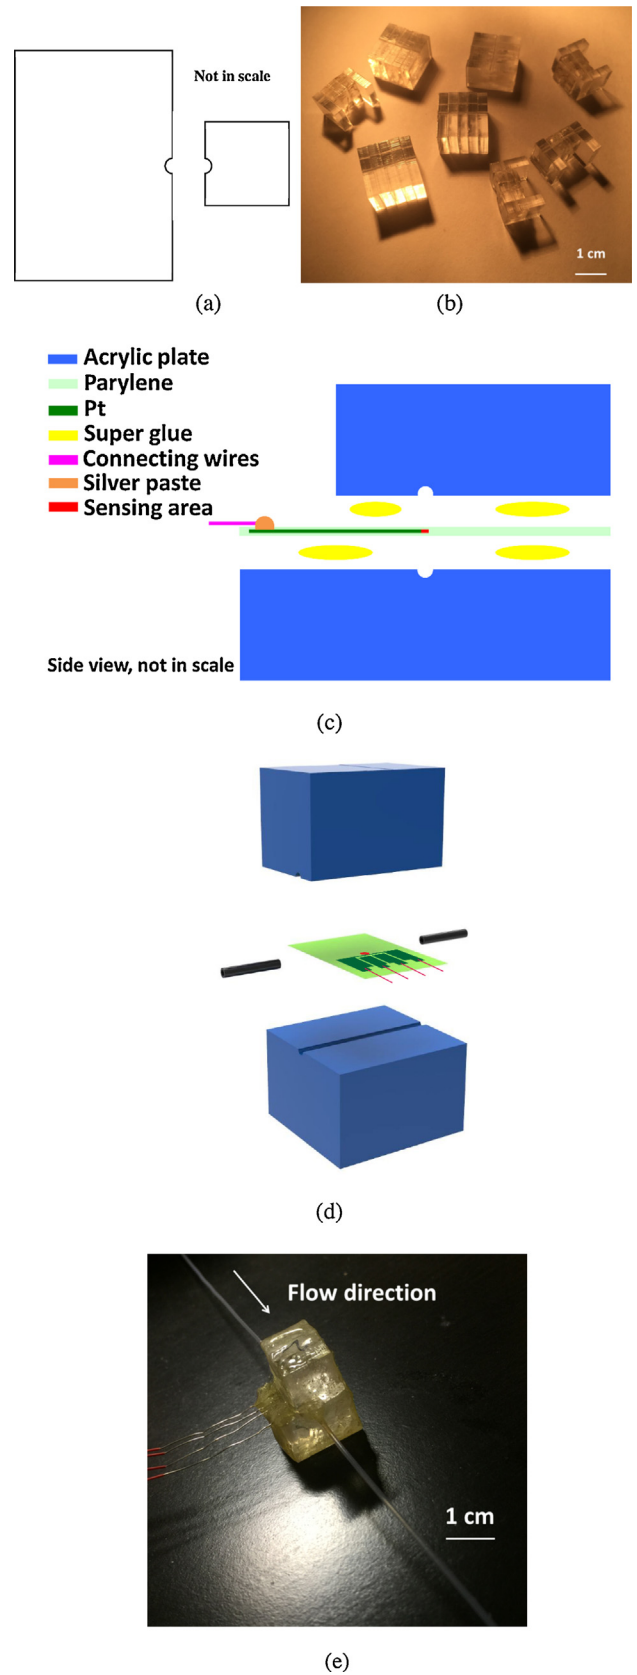 Not in scale
1 cm
(a)
(b)
Acrylic plate
Parylene
Pt
Super glue
Connecting wires
Silver paste
Sensing area
Side view, not in scale
(c)
(d)
Flow direction
1 cm
(e)